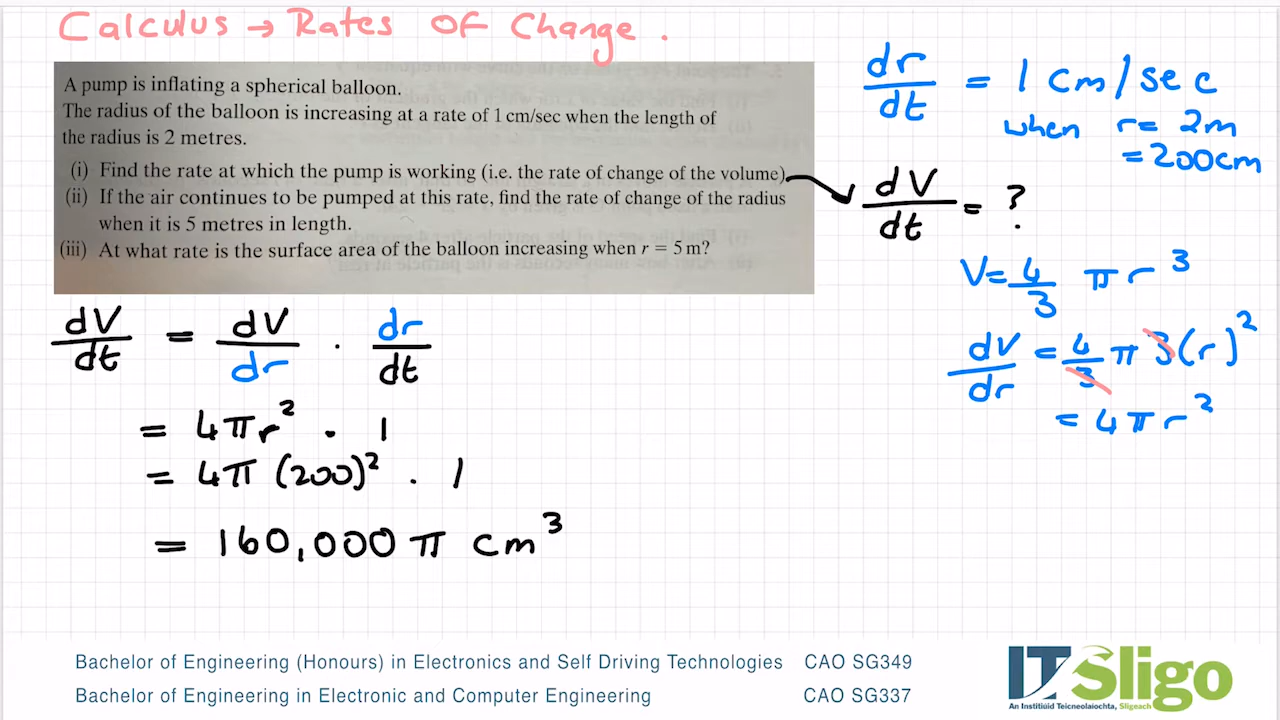 Calculus → Rates Of Change.
A pump is inflating a spherical balloon.
The radius of the balloon is increasing at a rate of 1 cm/sec when the length of
the radius is 2 metres.
(i) Find the rate at which the pump is working (i.e. the rate of change of the volume).
(ii) If the air continues to be pumped at this rate, find the rate of change of the radius
when it is 5 metres in length.
(iii) At what rate is the surface area of the balloon increasing when r = 5 m?
dr/dt = 1 cm/sec
when r = 2m
= 200cm
dV/dt = ?
V = 4/3 π r³
dV/dr = 4/3 π 3(r)²
= 4πr²
dV/dt = dV/dr · dr/dt
= 4πr² · 1
= 4π (200)² · 1
= 160,000 π cm³
Bachelor of Engineering (Honours) in Electronics and Self Driving Technologies CAO SG349
Bachelor of Engineering in Electronic and Computer Engineering CAO SG337
IT Sligo
An Institiúid Teicneolaíochta, Sligeach